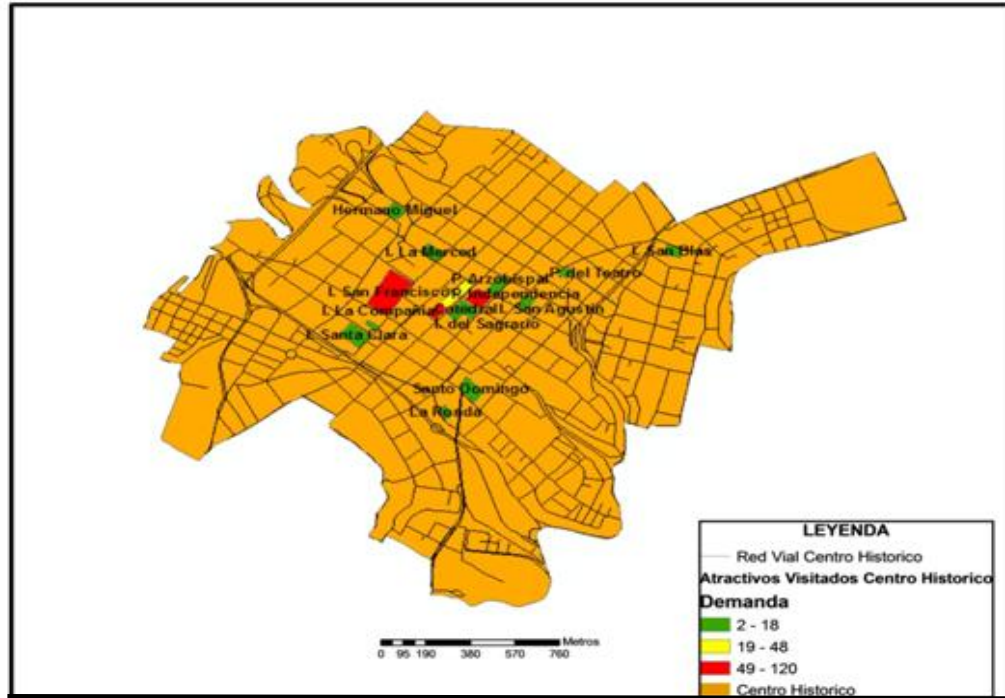 Hermano Miguel
I. La Merced
I. San Blas
P. del Teatro
P. Arzobispal
I. San Francisco
P. Independencia
I. La Compania
Catedral
I. San Agustin
I. del Sagrario
I. Santa Clara
Santo Domingo
La Ronda
LEYENDA
Red Vial Centro Historico
Atractivos Visitados Centro Historico
Demanda
2 - 18
19 - 48
49 - 120
Centro Historico
Metros
0 95 190 380 570 760